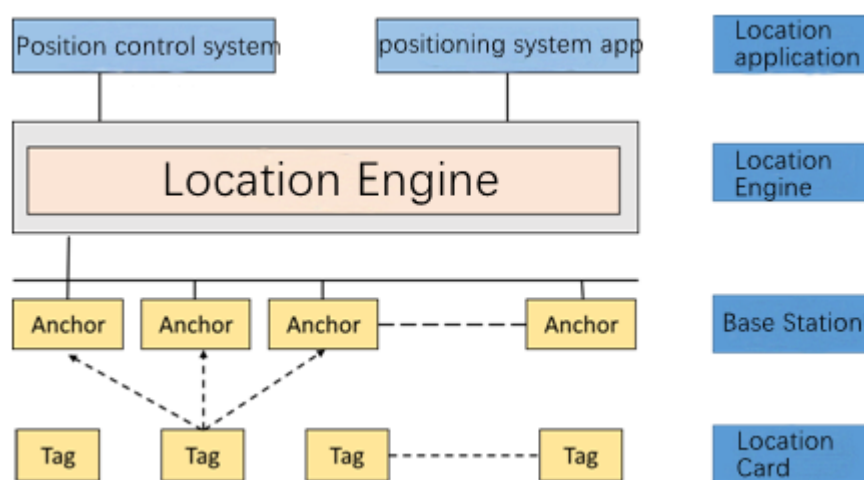 Position control system
positioning system app
Location
application
Location Engine
Location
Engine
Anchor
Anchor
Anchor
Anchor
Base Station
Tag
Tag
Tag
Tag
Location
Card